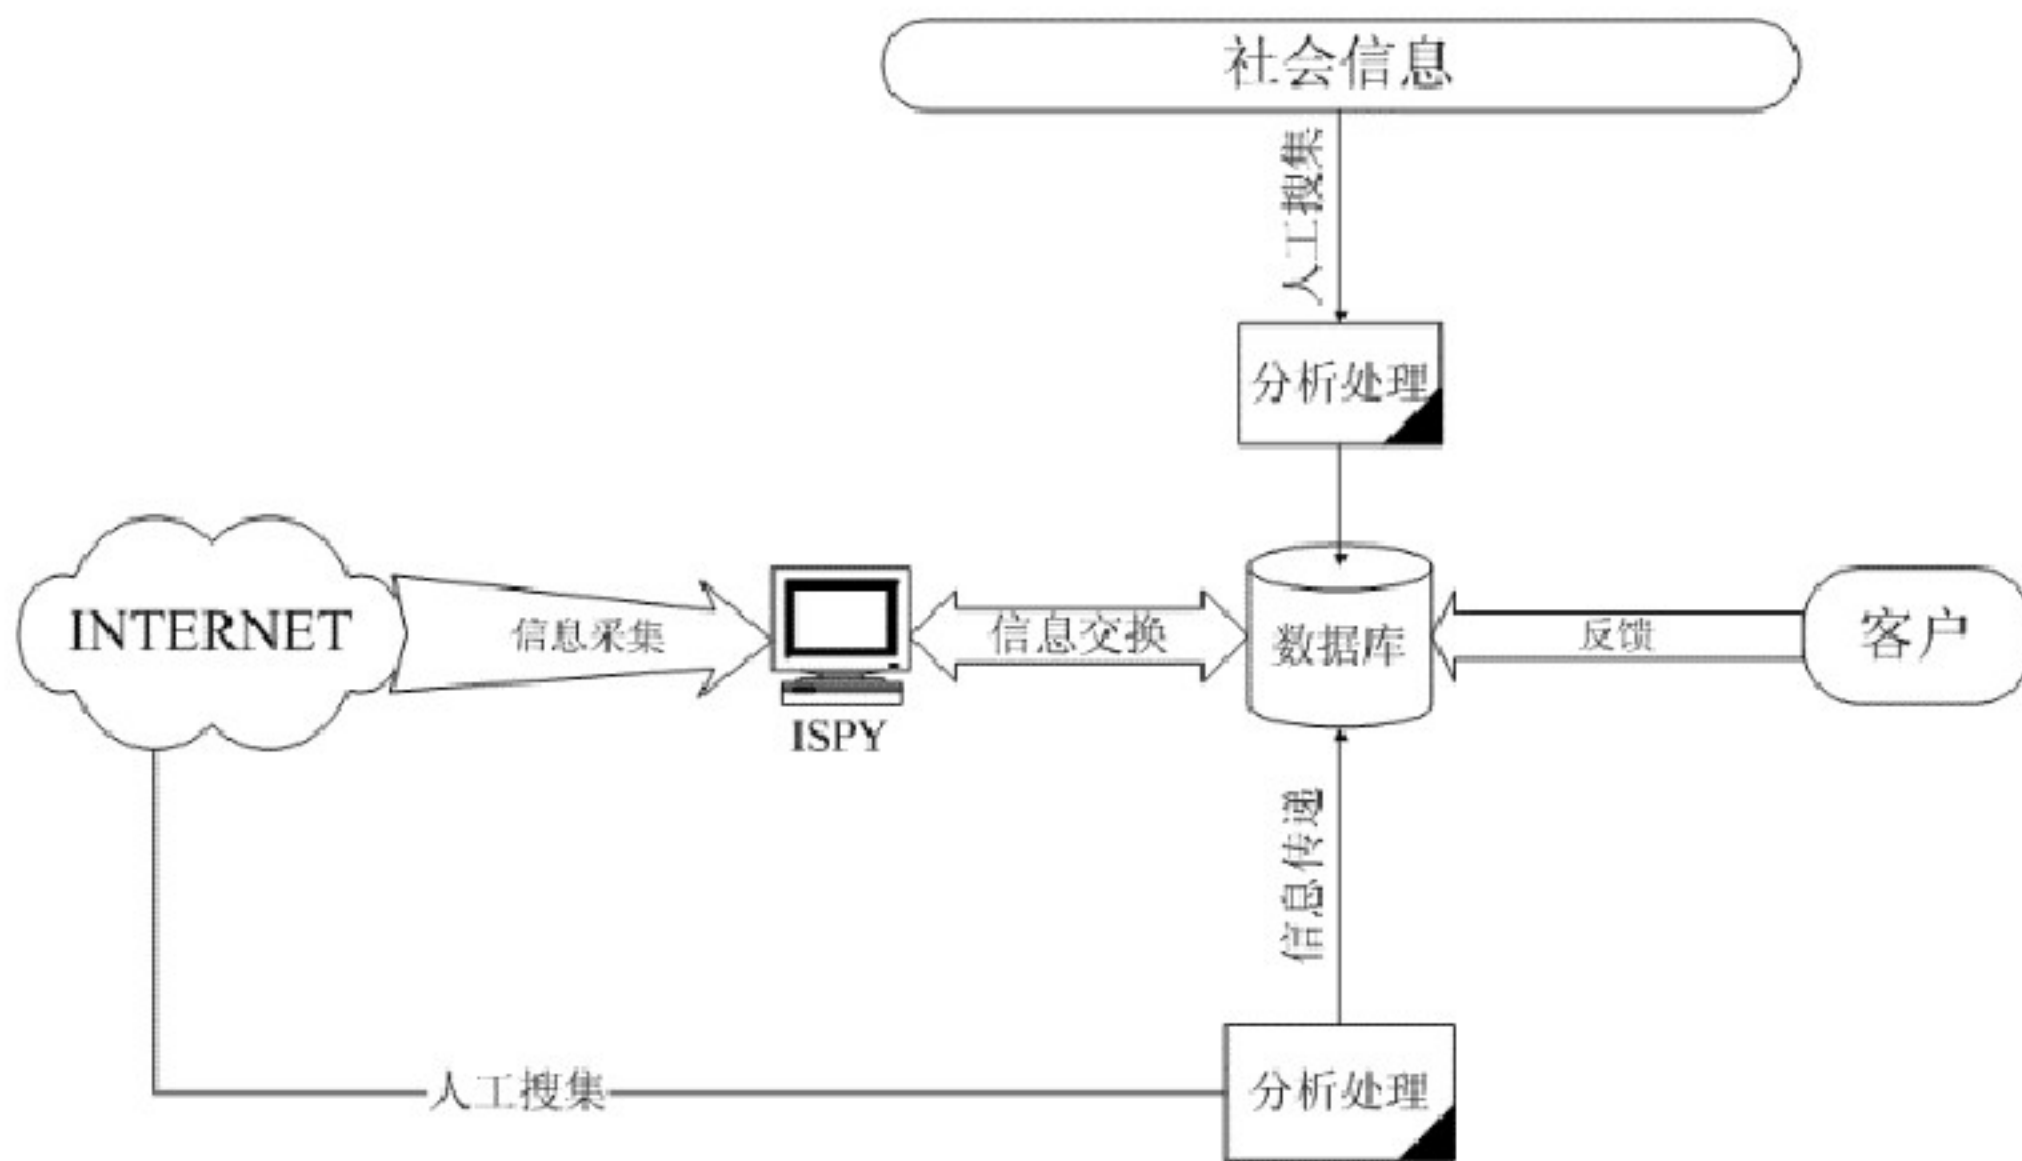 社会信息
人工搜集
分析处理
INTERNET
信息采集
ISPY
信息交换
数据库
反馈
客户
信息传递
人工搜集
分析处理